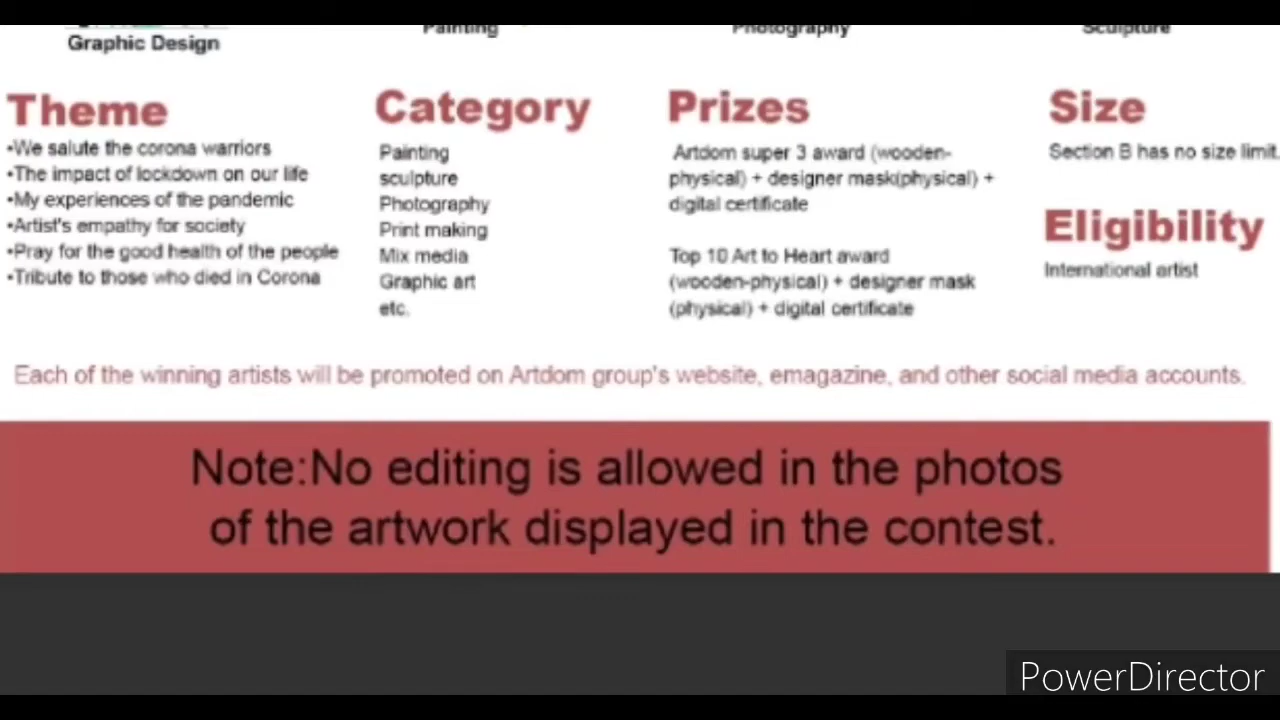 Graphic Design
Painting
Photography
Sculpture
Theme
•We salute the corona warriors
•The impact of lockdown on our life
•My experiences of the pandemic
•Artist's empathy for society
•Pray for the good health of the people
•Tribute to those who died in Corona
Category
Painting
sculpture
Photography
Print making
Mix media
Graphic art
etc.
Prizes
Artdom super 3 award (wooden-
physical) + designer mask(physical) +
digital certificate
Top 10 Art to Heart award
(wooden-physical) + designer mask
(physical) + digital certificate
Size
Section B has no size limit.
Eligibility
International artist
Each of the winning artists will be promoted on Artdom group's website, emagazine, and other social media accounts.
Note:No editing is allowed in the photos
of the artwork displayed in the contest.
PowerDirector